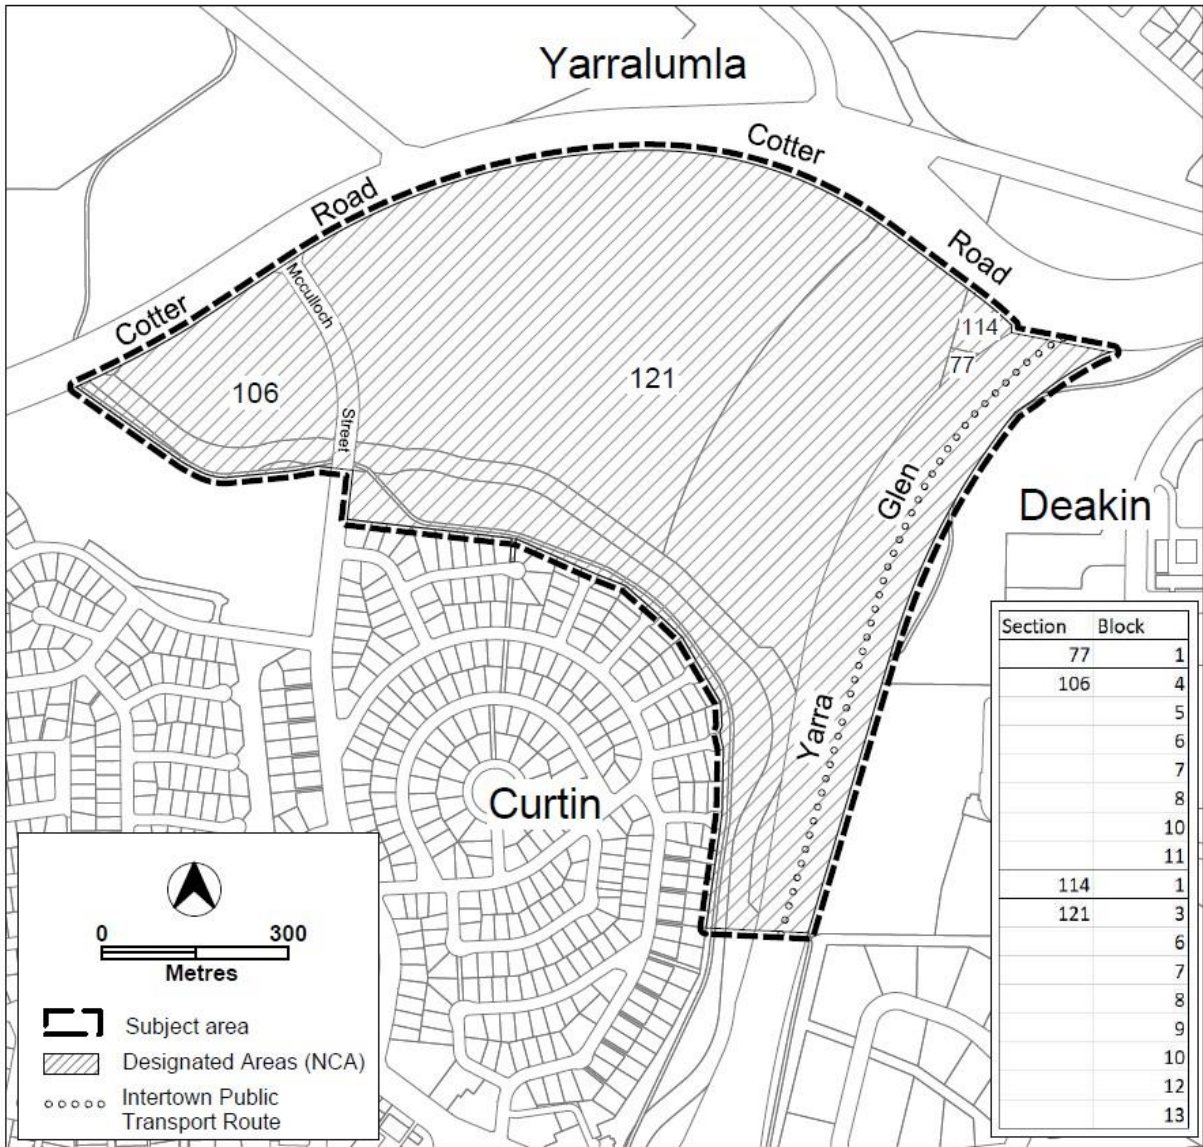 Yarralumla
Cotter
Road
Road
Mcculloch
Cotter
114
77
121
106
Street
Glen
Deakin
Yarra
Curtin
Section Block
77 1
106 4
5
6
7
8
10
11
114 1
121 3
6
7
8
9
10
12
13
0 300
Metres
Subject area
Designated Areas (NCA)
Intertown Public
Transport Route